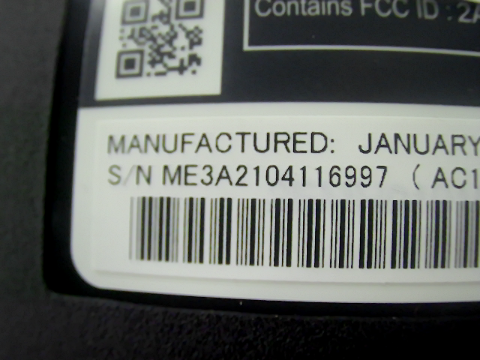 Contains FCC ID : 2A
MANUFACTURED: JANUARY
S/N ME3A2104116997 ( AC1